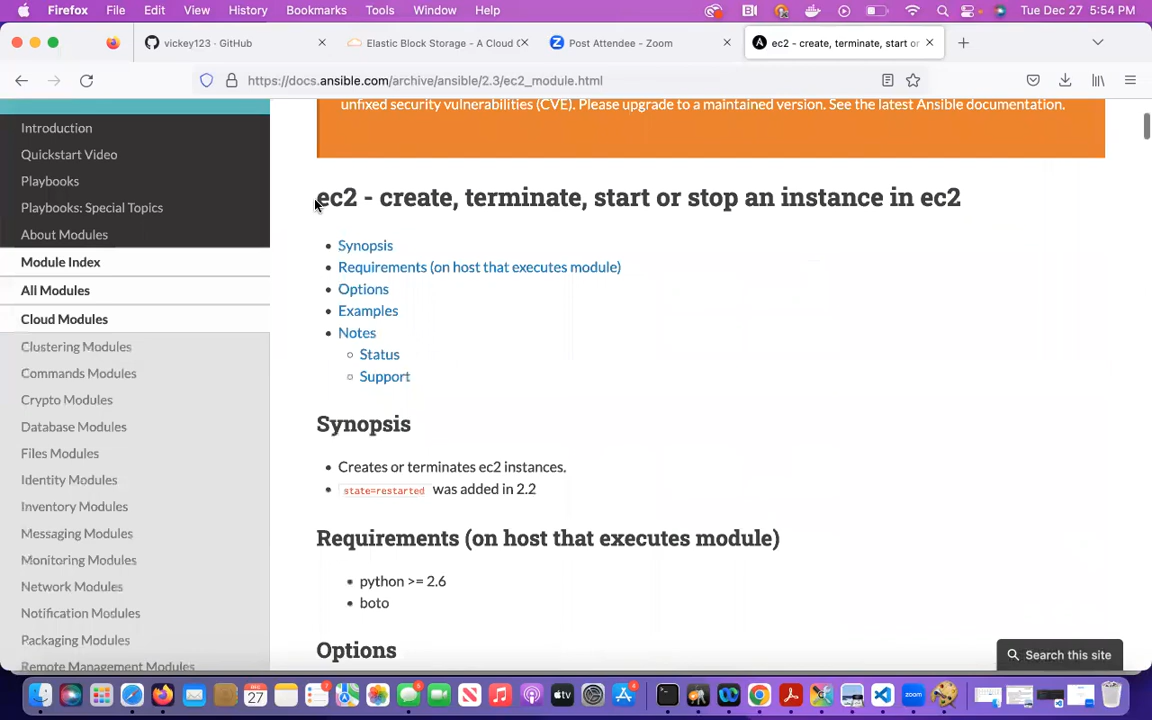 Firefox File Edit View History Bookmarks Tools Window Help Tue Dec 27 5:54 PM
vickey123 · GitHub
Elastic Block Storage - A Cloud G
Post Attendee - Zoom
ec2 - create, terminate, start or
https://docs.ansible.com/archive/ansible/2.3/ec2_module.html
unfixed security vulnerabilities (CVE). Please upgrade to a maintained version. See the latest Ansible documentation.
Introduction
Quickstart Video
Playbooks
Playbooks: Special Topics
About Modules
Module Index
All Modules
Cloud Modules
Clustering Modules
Commands Modules
Crypto Modules
Database Modules
Files Modules
Identity Modules
Inventory Modules
Messaging Modules
Monitoring Modules
Network Modules
Notification Modules
Packaging Modules
Remote Management Modules
ec2 - create, terminate, start or stop an instance in ec2
Synopsis
Requirements (on host that executes module)
Options
Examples
Notes
Status
Support
Synopsis
Creates or terminates ec2 instances.
state=restarted was added in 2.2
Requirements (on host that executes module)
python >= 2.6
boto
Options
Search this site